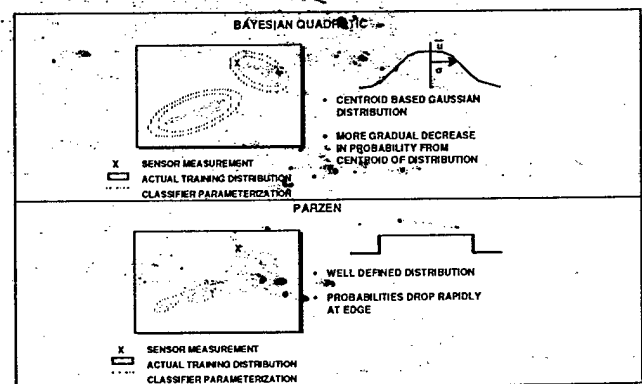 BAYESIAN QUADRATIC
X
• CENTROID BASED GAUSSIAN
DISTRIBUTION
• MORE GRADUAL DECREASE
IN PROBABILITY FROM
CENTROID OF DISTRIBUTION
X SENSOR MEASUREMENT
ACTUAL TRAINING DISTRIBUTION
CLASSIFIER PARAMETERIZATION
PARZEN
X
• WELL DEFINED DISTRIBUTION
• PROBABILITIES DROP RAPIDLY
AT EDGE
X SENSOR MEASUREMENT
ACTUAL TRAINING DISTRIBUTION
CLASSIFIER PARAMETERIZATION